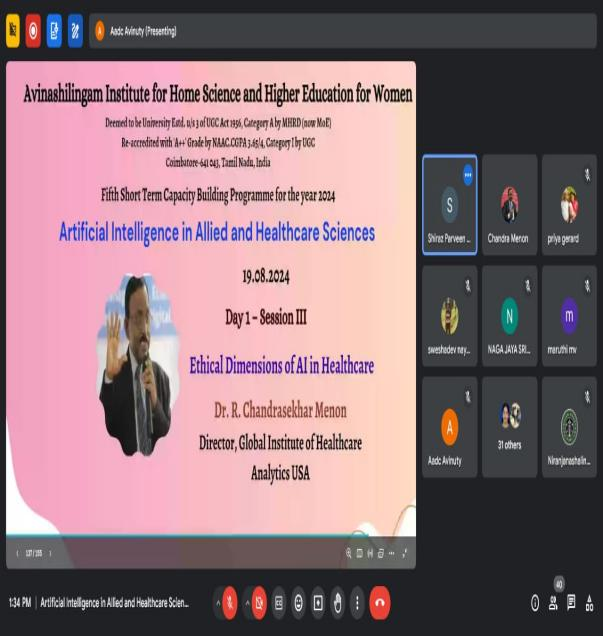 Aadc Avinuty (Presenting)
Avinashilingam Institute for Home Science and Higher Education for Women
Deemed to be University Estd. u/s 3 of UGC Act 1956, Category A by MHRD (now MoE)
Re-accredited with 'A++' Grade by NAAC.CGPA 3.65/4, Category I by UGC
Coimbatore-641 043, Tamil Nadu, India
Fifth Short Term Capacity Building Programme for the year 2024
Artificial Intelligence in Allied and Healthcare Sciences
19.08.2024
Day 1 – Session III
Ethical Dimensions of AI in Healthcare
Dr. R. Chandrasekhar Menon
Director, Global Institute of Healthcare
Analytics USA
S
Shiraz Parveen ...
Chandra Menon
priya gerard
sweshadev nay...
N
NAGA JAYA SRI...
m
maruthi mv
A
Aadc Avinuty
31 others
Niranjanashalin...
1:34 PM | Artificial Intelligence in Allied and Healthcare Scien...
40